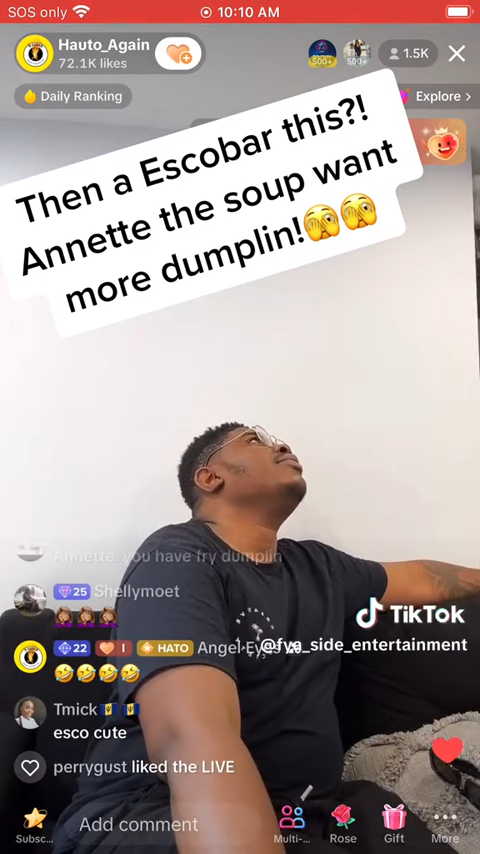 SOS only
10:10 AM
Hauto_Again
72.1K likes
500+
500+
1.5K
Daily Ranking
Explore >
Then a Escobar this?!
Annette the soup want
more dumplin!🫣🫣
Annette: you have fry dumplin
25 Shellymoet
🤦🏾‍♀️🤦🏾‍♀️🤦🏾‍♀️
22 I HATO Angel Eyes
🤣🤣🤣🤣
TikTok
@fya_side_entertainment
Tmick🇧🇧🇧🇧
esco cute
perrygust liked the LIVE
Subsc...
Add comment
Multi-...
Rose
Gift
More